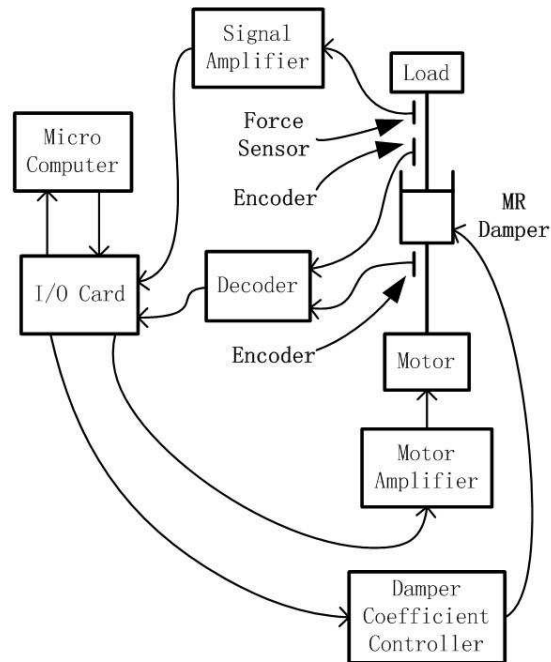 Signal
Amplifier
Load
Force
Sensor
Micro
Computer
Encoder
MR
Damper
I/O Card
Decoder
Encoder
Motor
Motor
Amplifier
Damper
Coefficient
Controller